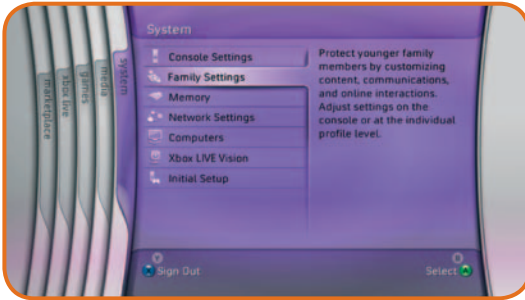 System
Console Settings
Family Settings
Memory
Network Settings
Computers
Xbox LIVE Vision
Initial Setup
Protect younger family
members by customizing
content, communications,
and online interactions.
Adjust settings on the
console or at the individual
profile level.
marketplace
xbox live
games
media
system
Y
X Sign Out
B
Select A